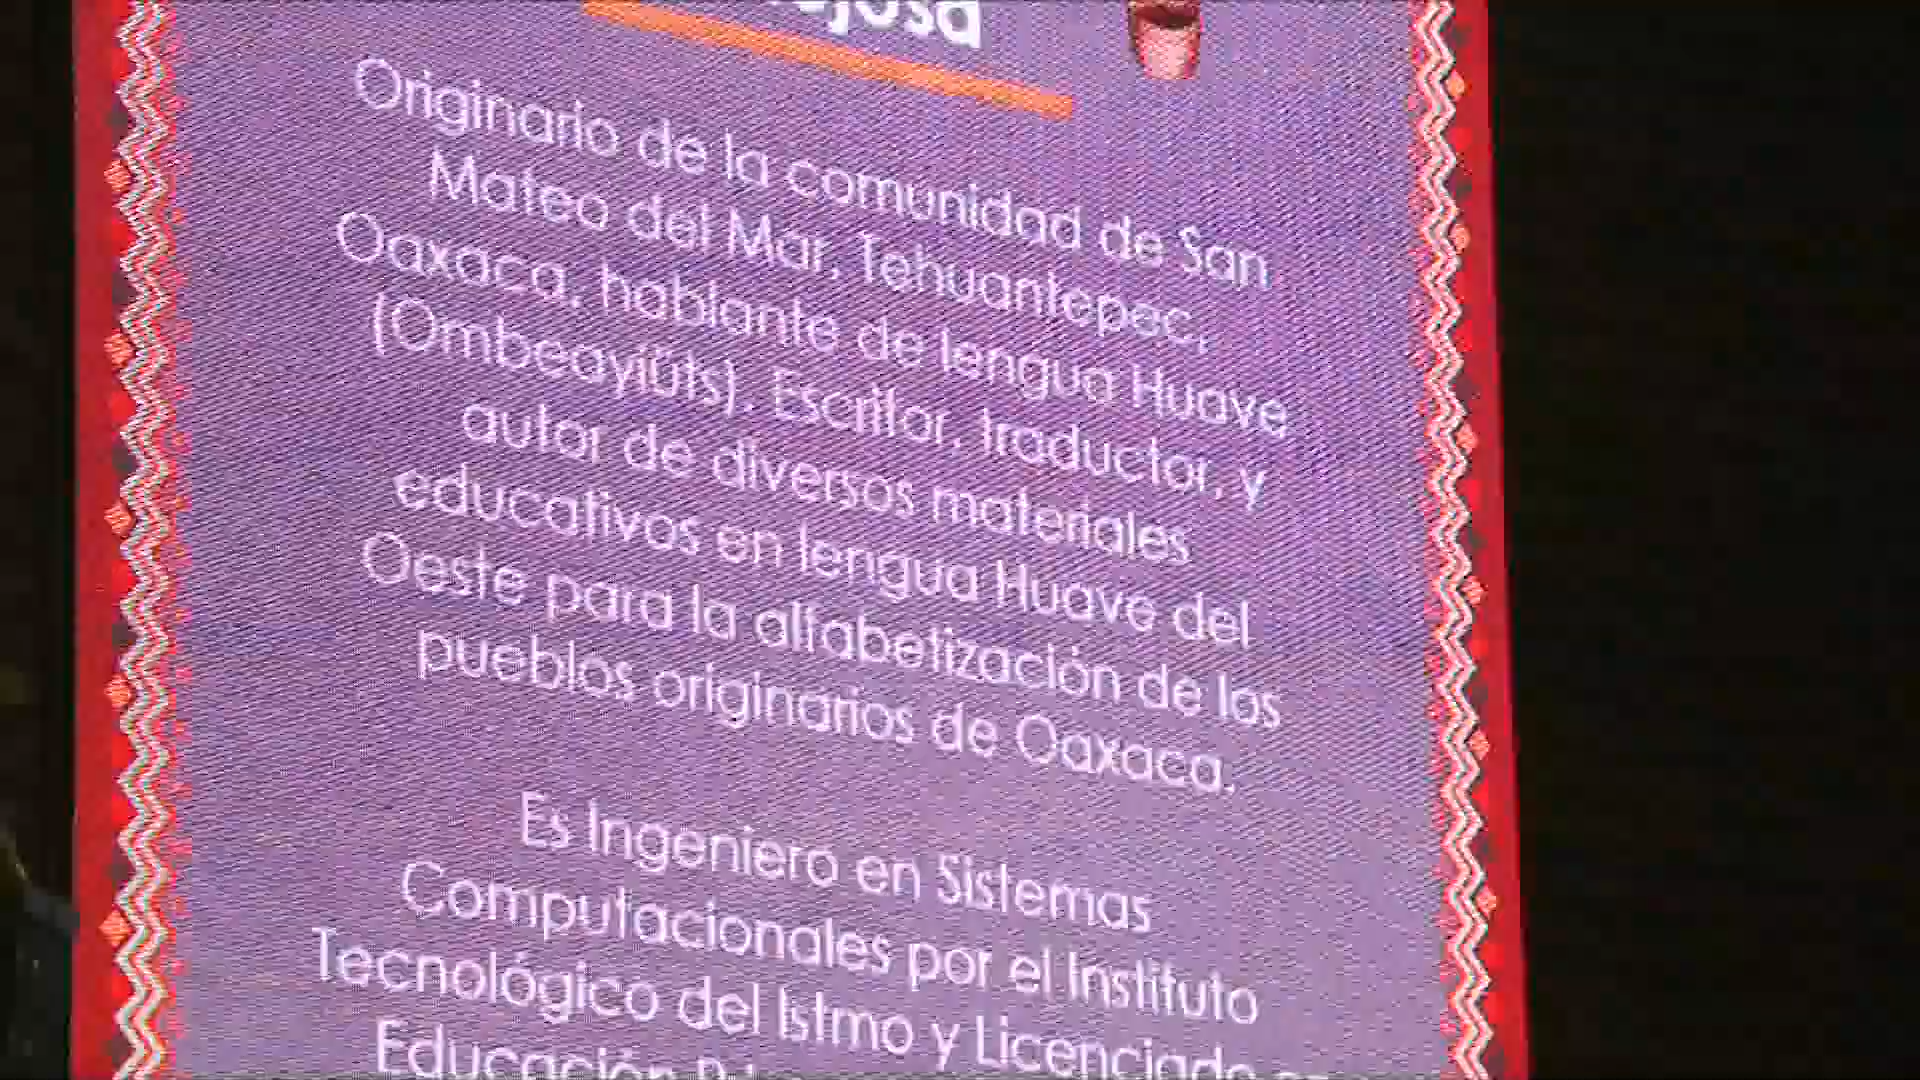 Originario de la comunidad de San
Mateo del Mar, Tehuantepec,
Oaxaca, hablante de lengua Huave
(Ombeayiüts). Escritor, traductor, y
autor de diversos materiales
educativos en lengua Huave del
Oeste para la alfabetización de los
pueblos originarios de Oaxaca.
Es Ingeniero en Sistemas
Computacionales por el Instituto
Tecnológico del Istmo y Licenciado
Educación